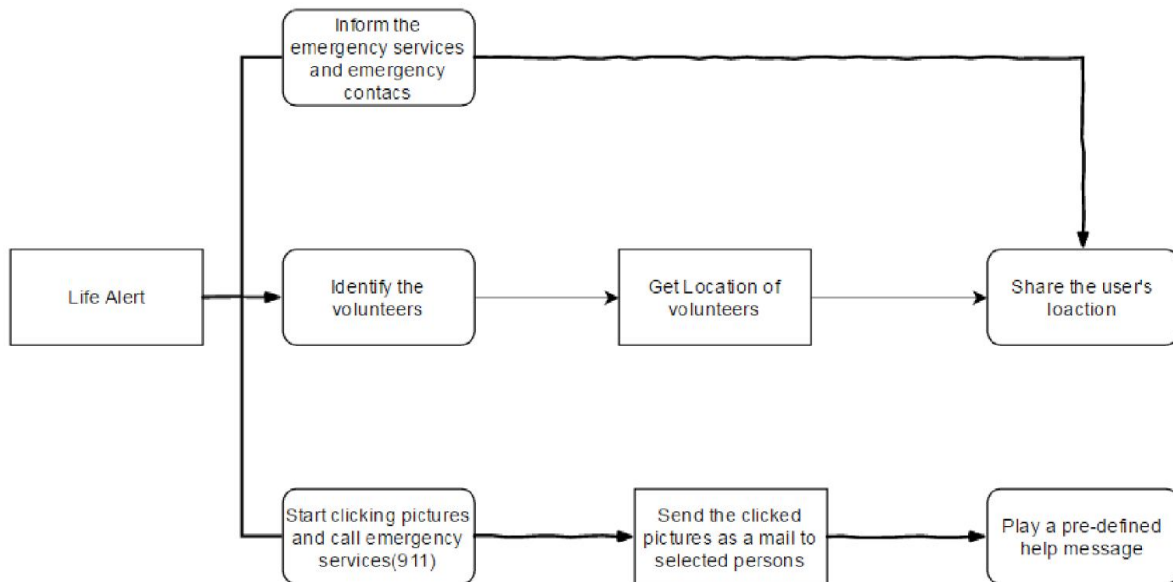 Inform the
emergency services
and emergency
contacs
Life Alert
Identify the
volunteers
Get Location of
volunteers
Share the user's
loaction
Start clicking pictures
and call emergency
services(911)
Send the clicked
pictures as a mail to
selected persons
Play a pre-defined
help message